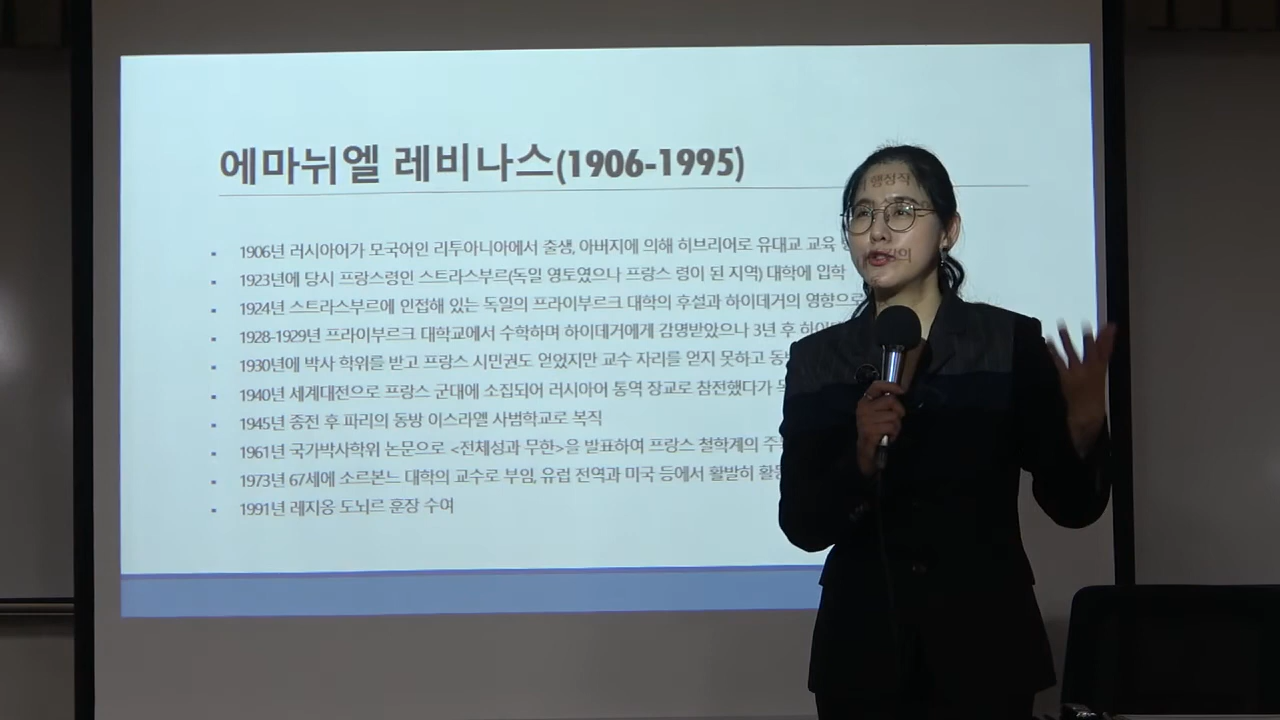 에마뉘엘 레비나스(1906-1995)
1906년 러시아어가 모국어인 리투아니아에서 출생, 아버지에 의해 히브리어로 유대교 교육
1923년에 당시 프랑스령인 스트라스부르(독일 영토였으나 프랑스 령이 된 지역) 대학에 입학
1924년 스트라스부르에 인접해 있는 독일의 프라이부르크 대학의 후설과 하이데거의 영향으로
1928-1929년 프라이부르크 대학교에서 수학하며 하이데거에게 감명받았으나 3년 후
1930년에 박사 학위를 받고 프랑스 시민권도 얻었지만 교수 자리를 얻지 못하고
행정직
1940년 세계대전으로 프랑스 군대에 소집되어 러시아어 통역 장교로 참전했다가
1945년 종전 후 파리의 동방 이스라엘 사범학교로 복직
1961년 국가박사학위 논문으로 <전체성과 무한>을 발표하여 프랑스 철학계의
1973년 67세에 소르본느 대학의 교수로 부임, 유럽 전역과 미국 등에서 활발히
1991년 레지옹 도뇌르 훈장 수여